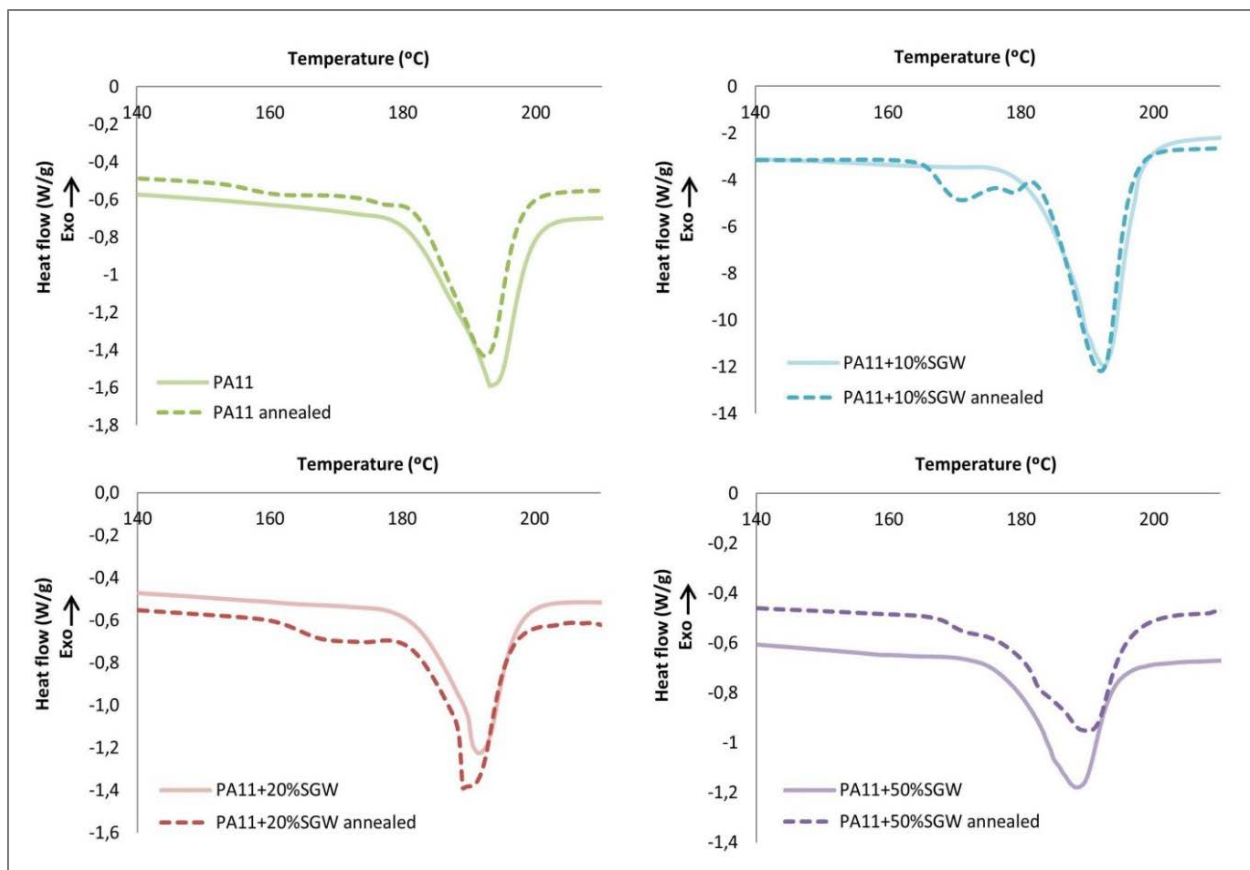 Temperature (ºC)
0
140
160
180
200
-0,2
-0,4
-0,6
-0,8
-1
-1,2
-1,4
-1,6
-1,8
Heat flow (W/g)
Exo
PA11
PA11 annealed
Temperature (ºC)
0
140
160
180
200
-2
-4
-6
-8
-10
-12
-14
Heat flow (W/g)
Exo
PA11+10%SGW
PA11+10%SGW annealed
Temperature (ºC)
0,0
140
160
180
200
-0,2
-0,4
-0,6
-0,8
-1,0
-1,2
-1,4
-1,6
Heat flow (W/g)
Exo
PA11+20%SGW
PA11+20%SGW annealed
Temperature (ºC)
0
140
160
180
200
-0,2
-0,4
-0,6
-0,8
-1
-1,2
-1,4
Heat flow (W/g)
Exo
PA11+50%SGW
PA11+50%SGW annealed